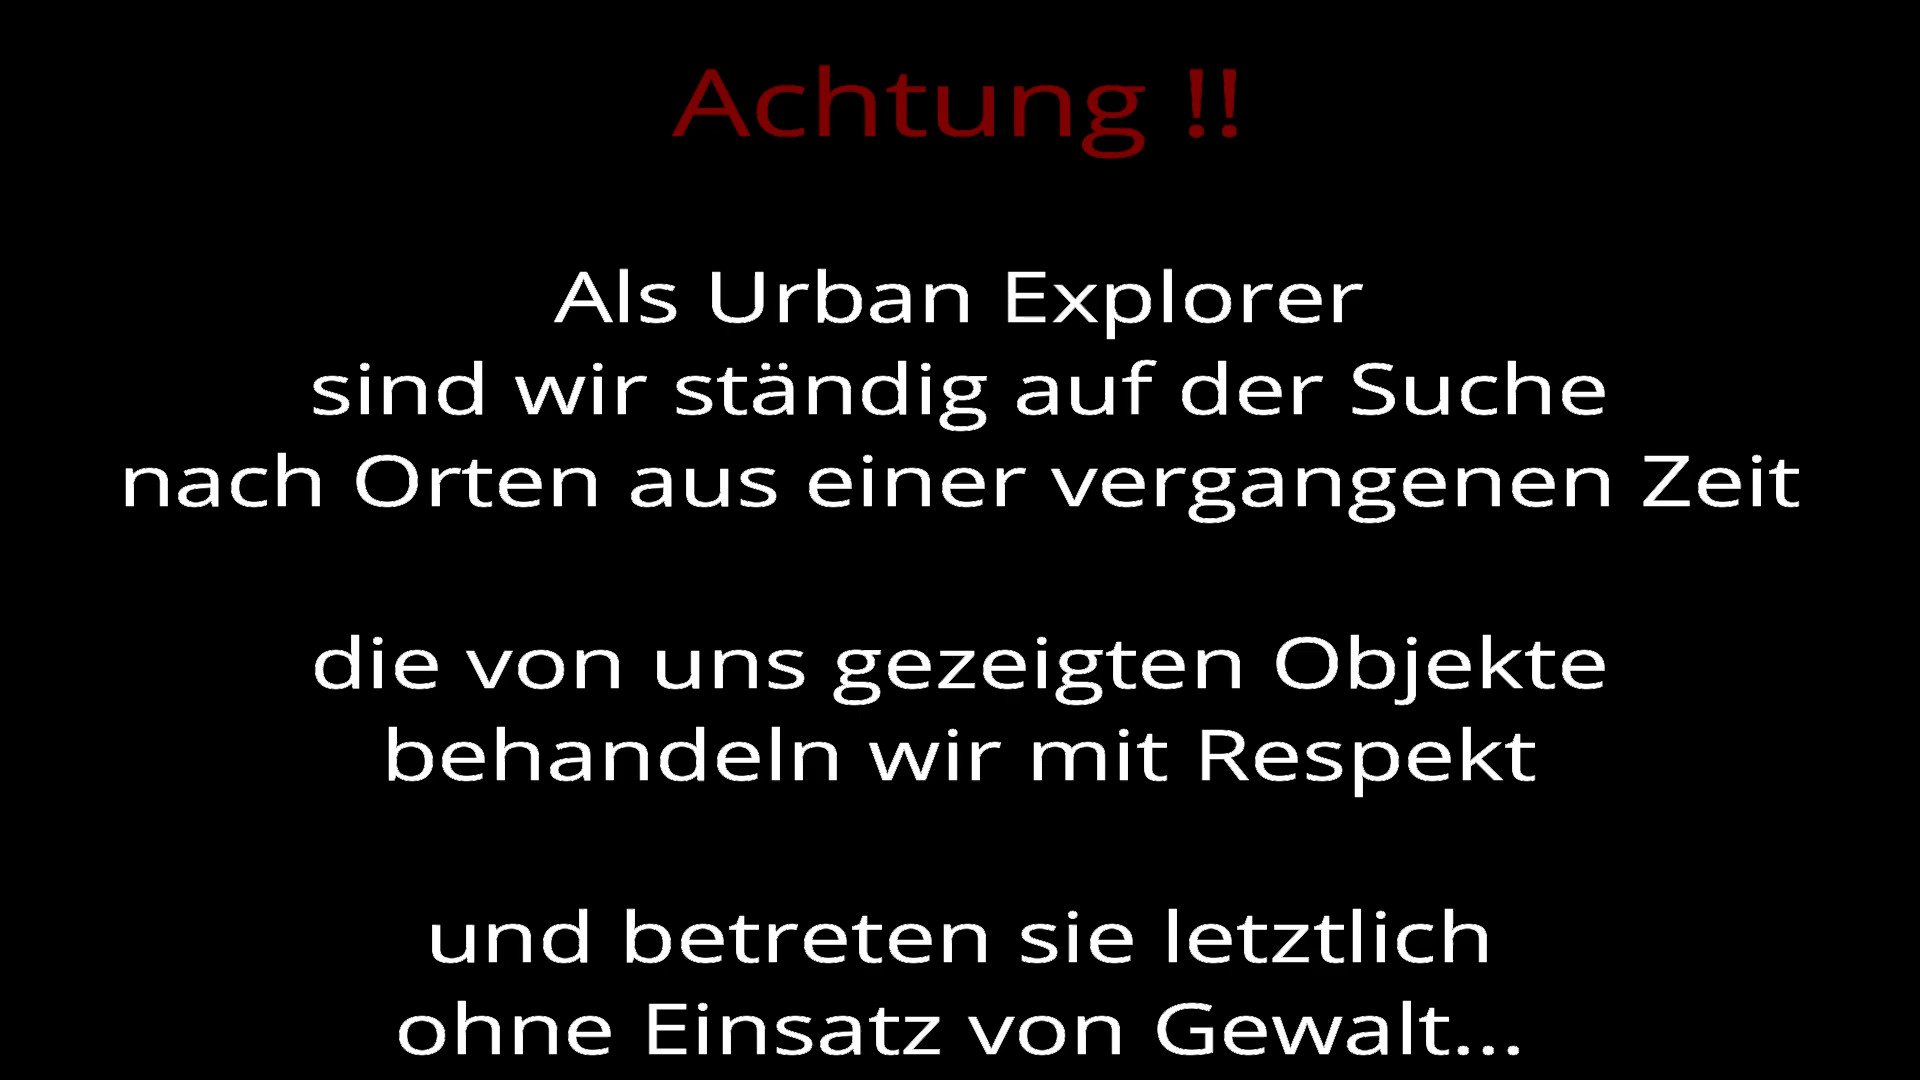 Achtung !!
Als Urban Explorer
sind wir ständig auf der Suche
nach Orten aus einer vergangenen Zeit
die von uns gezeigten Objekte
behandeln wir mit Respekt
und betreten sie letztlich
ohne Einsatz von Gewalt...